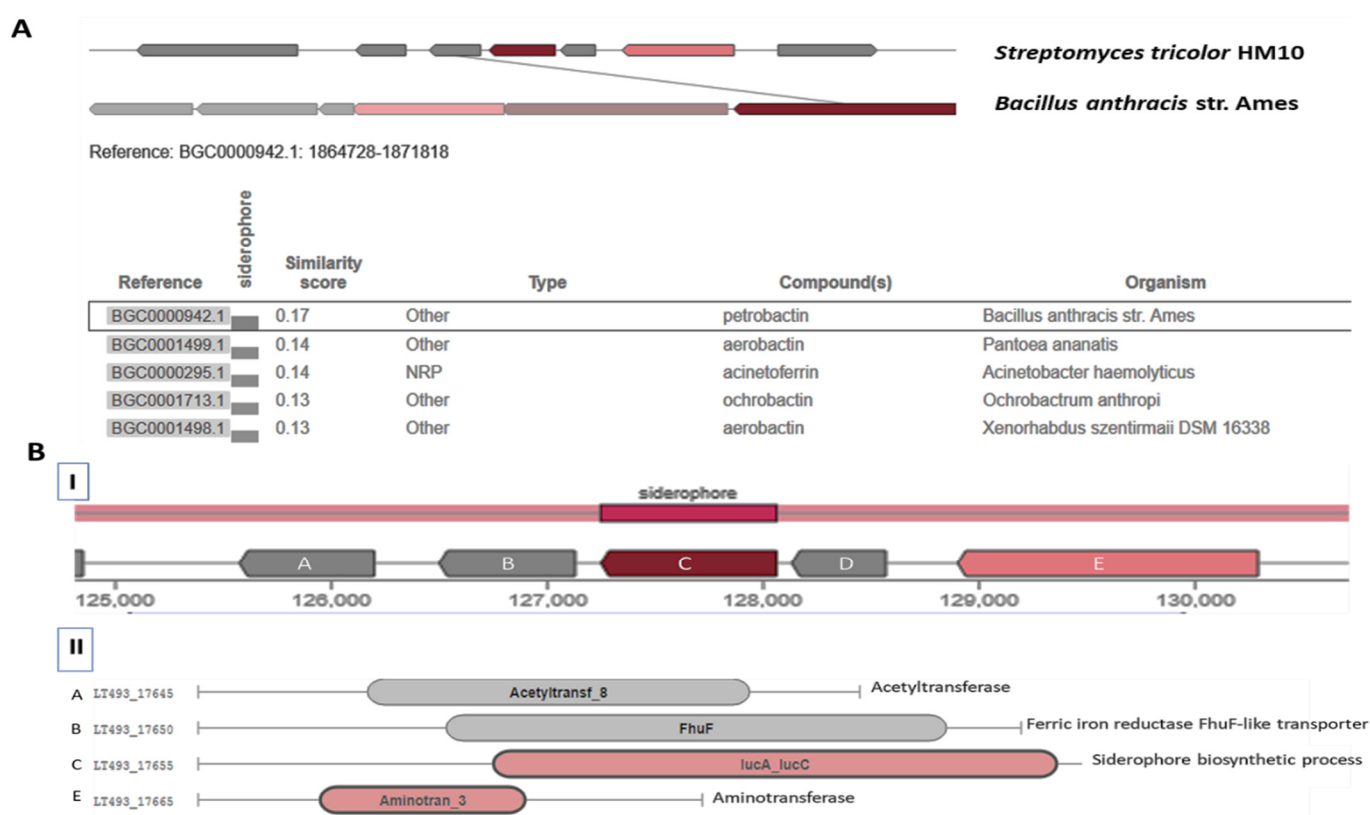 A
Streptomyces tricolor HM10
Bacillus anthracis str. Ames
Reference: BGC0000942.1: 1864728-1871818
Reference siderophore Similarity score Type Compound(s) Organism
BGC0000942.1 0.17 Other petrobactin Bacillus anthracis str. Ames
BGC0001499.1 0.14 Other aerobactin Pantoea ananatis
BGC0000295.1 0.14 NRP acinetoferrin Acinetobacter haemolyticus
BGC0001713.1 0.13 Other ochrobactin Ochrobactrum anthropi
BGC0001498.1 0.13 Other aerobactin Xenorhabdus szentirmaii DSM 16338
B
I
siderophore
A B C D E
125,000 126,000 127,000 128,000 129,000 130,000
II
A LT493_17645 Acetyltransf_8 Acetyltransferase
B LT493_17650 FhuF Ferric iron reductase FhuF-like transporter
C LT493_17655 IucA_IucC Siderophore biosynthetic process
E LT493_17665 Aminotran_3 Aminotransferase